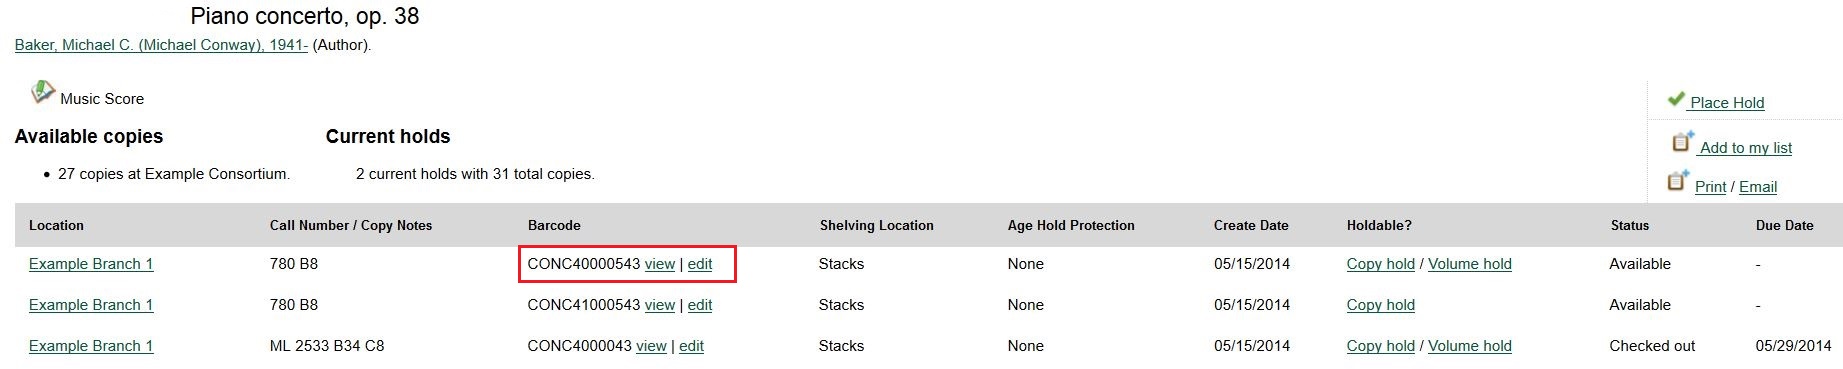 Piano concerto, op. 38
Baker, Michael C. (Michael Conway), 1941- (Author).
Music Score
Place Hold
Available copies Current holds
Add to my list
• 27 copies at Example Consortium. 2 current holds with 31 total copies.
Print / Email
Location Call Number / Copy Notes Barcode Shelving Location Age Hold Protection Create Date Holdable? Status Due Date
Example Branch 1 780 B8 CONC40000543 view | edit Stacks None 05/15/2014 Copy hold / Volume hold Available -
Example Branch 1 780 B8 CONC41000543 view | edit Stacks None 05/15/2014 Copy hold Available -
Example Branch 1 ML 2533 B34 C8 CONC4000043 view | edit Stacks None 05/15/2014 Copy hold / Volume hold Checked out 05/29/2014